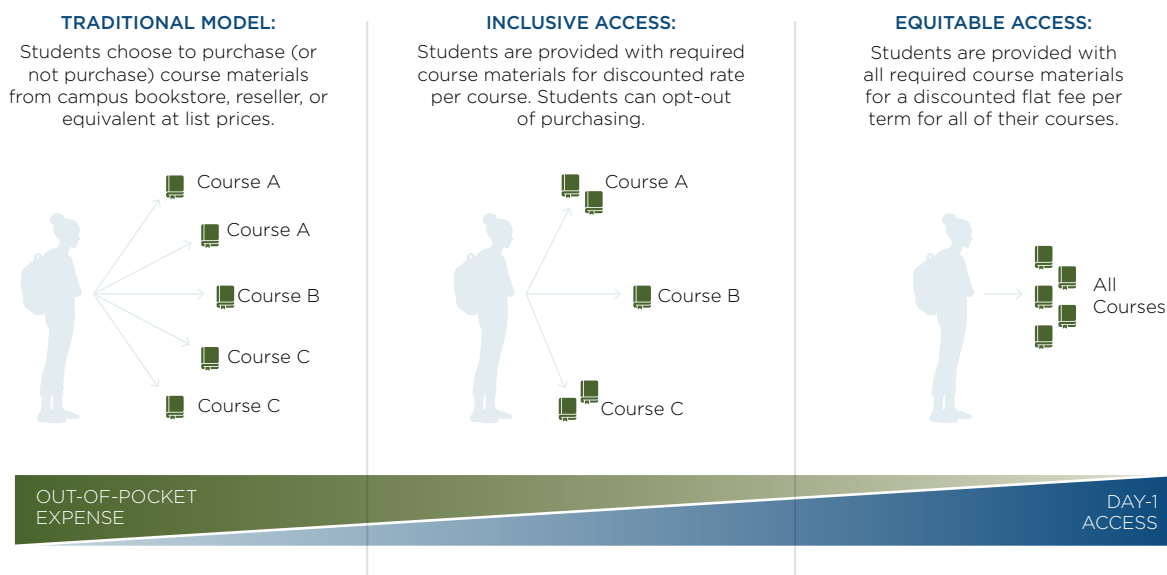 TRADITIONAL MODEL:
Students choose to purchase (or
not purchase) course materials
from campus bookstore, reseller, or
equivalent at list prices.
Course A
Course A
Course B
Course C
Course C
INCLUSIVE ACCESS:
Students are provided with required
course materials for discounted rate
per course. Students can opt-out
of purchasing.
Course A
Course B
Course C
EQUITABLE ACCESS:
Students are provided with
all required course materials
for a discounted flat fee per
term for all of their courses.
All
Courses
OUT-OF-POCKET
EXPENSE
DAY-1
ACCESS